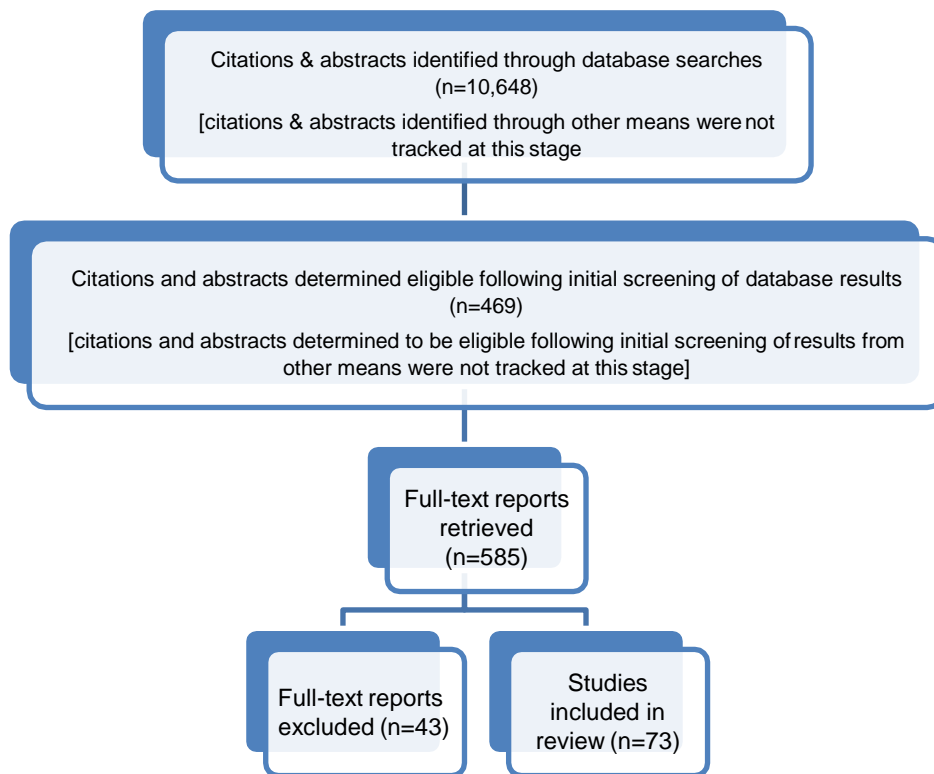 Citations & abstracts identified through database searches
(n=10,648)
[citations & abstracts identified through other means were not
tracked at this stage
Citations and abstracts determined eligible following initial screening of database results
(n=469)
[citations and abstracts determined to be eligible following initial screening of results from
other means were not tracked at this stage]
Full-text reports
retrieved
(n=585)
Full-text reports
excluded (n=43)
Studies
included in
review (n=73)